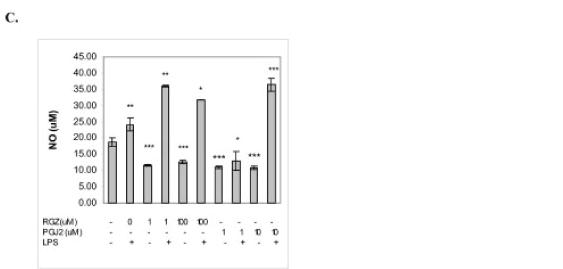 C.
45.00
40.00
35.00
30.00
25.00
20.00
15.00
10.00
5.00
0.00
NO (uM)
** *** ** *** * *** * *** ***
RGZ(uM) - 0 1 1 100 100 - - - -
PGJ2(uM) - - - - - - 1 1 10 10
LPS - + - + - + - + - +